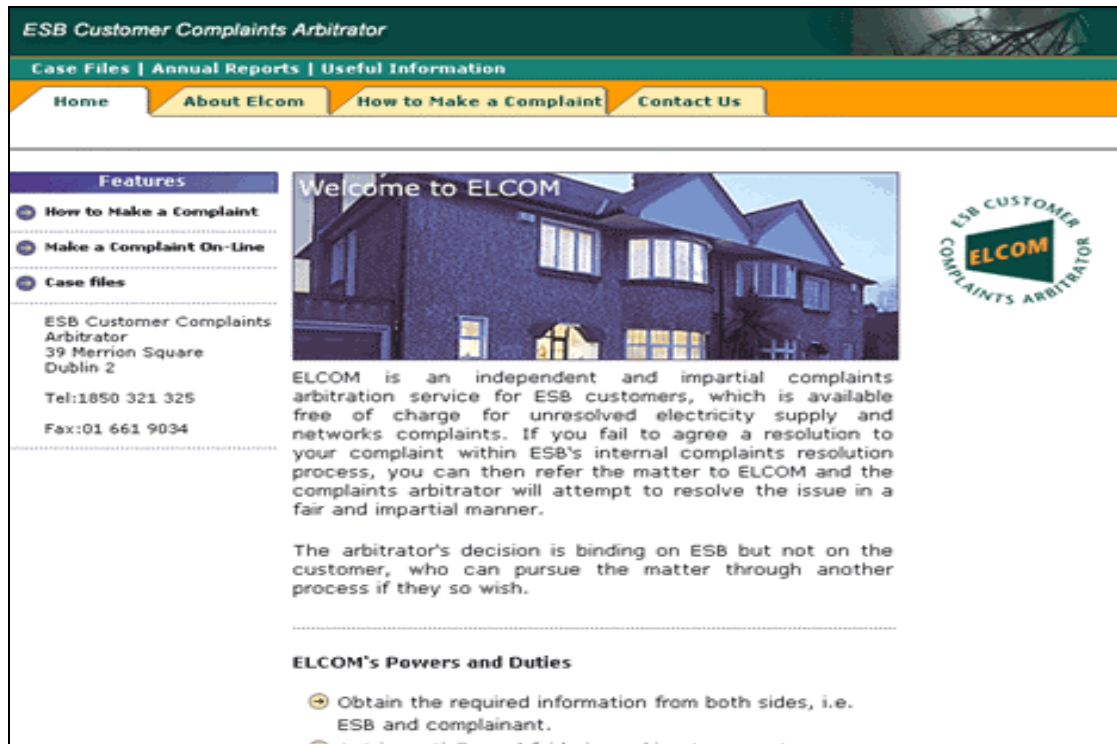 ESB Customer Complaints Arbitrator
Case Files | Annual Reports | Useful Information
Home About Elcom How to Make a Complaint Contact Us
Features
How to Make a Complaint
Make a Complaint On-Line
Case files
ESB Customer Complaints
Arbitrator
39 Merrion Square
Dublin 2
Tel:1850 321 325
Fax:01 661 9034
Welcome to ELCOM
ELCOM is an independent and impartial complaints
arbitration service for ESB customers, which is available
free of charge for unresolved electricity supply and
networks complaints. If you fail to agree a resolution to
your complaint within ESB's internal complaints resolution
process, you can then refer the matter to ELCOM and the
complaints arbitrator will attempt to resolve the issue in a
fair and impartial manner.
The arbitrator's decision is binding on ESB but not on the
customer, who can pursue the matter through another
process if they so wish.
ELCOM's Powers and Duties
Obtain the required information from both sides, i.e.
ESB and complainant.
ESB CUSTOMER
ELCOM
COMPLAINTS ARBITRATOR